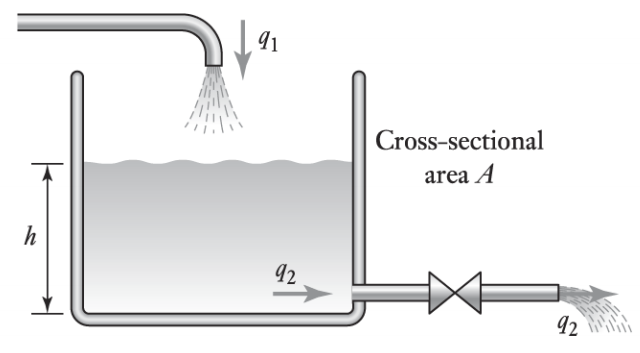 q₁
Cross-sectional
area A
h
q₂
q₂